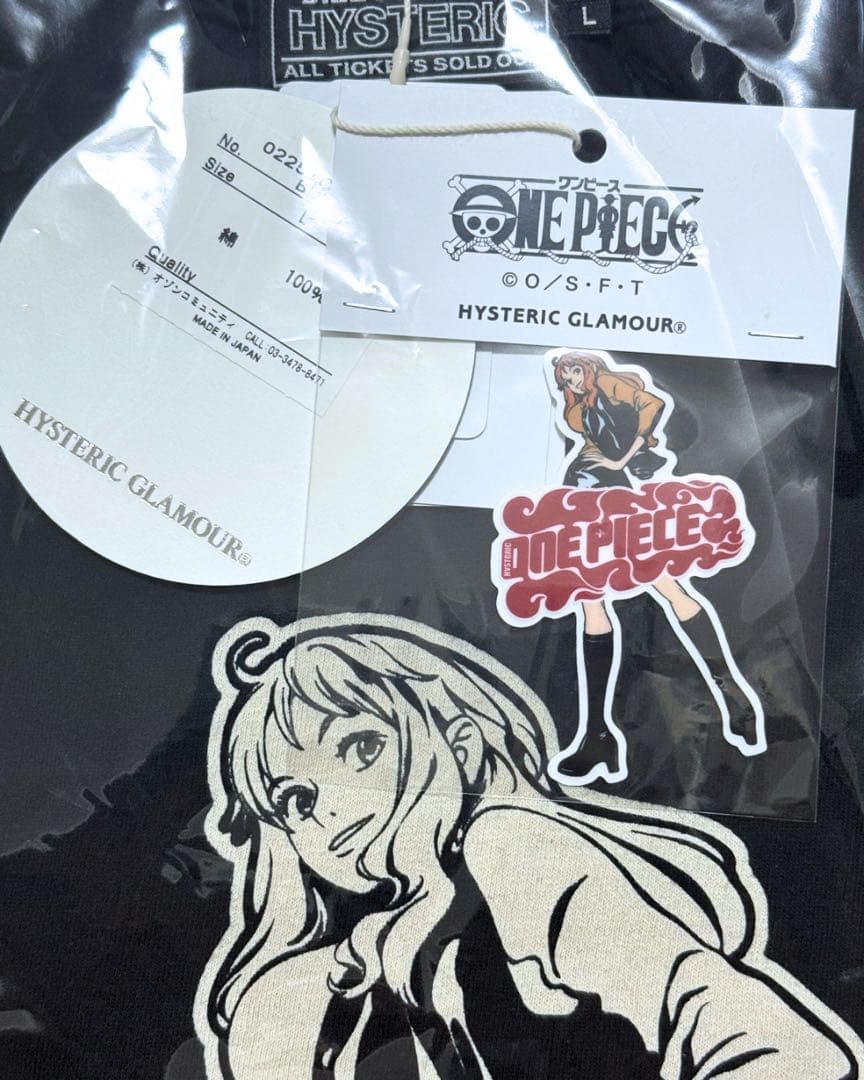 HYSTERIC
ALL TICKETS SOLD OU
L
No. 0225
Size L
綿 100%
Quality
(株)オゾンコミュニティ CALL:03-3478-8471
MADE IN JAPAN
HYSTERIC GLAMOUR®
ワンピース
ONE PIECE
©O/S・F・T
HYSTERIC GLAMOUR®
HYSTERIC
ONE PIECE